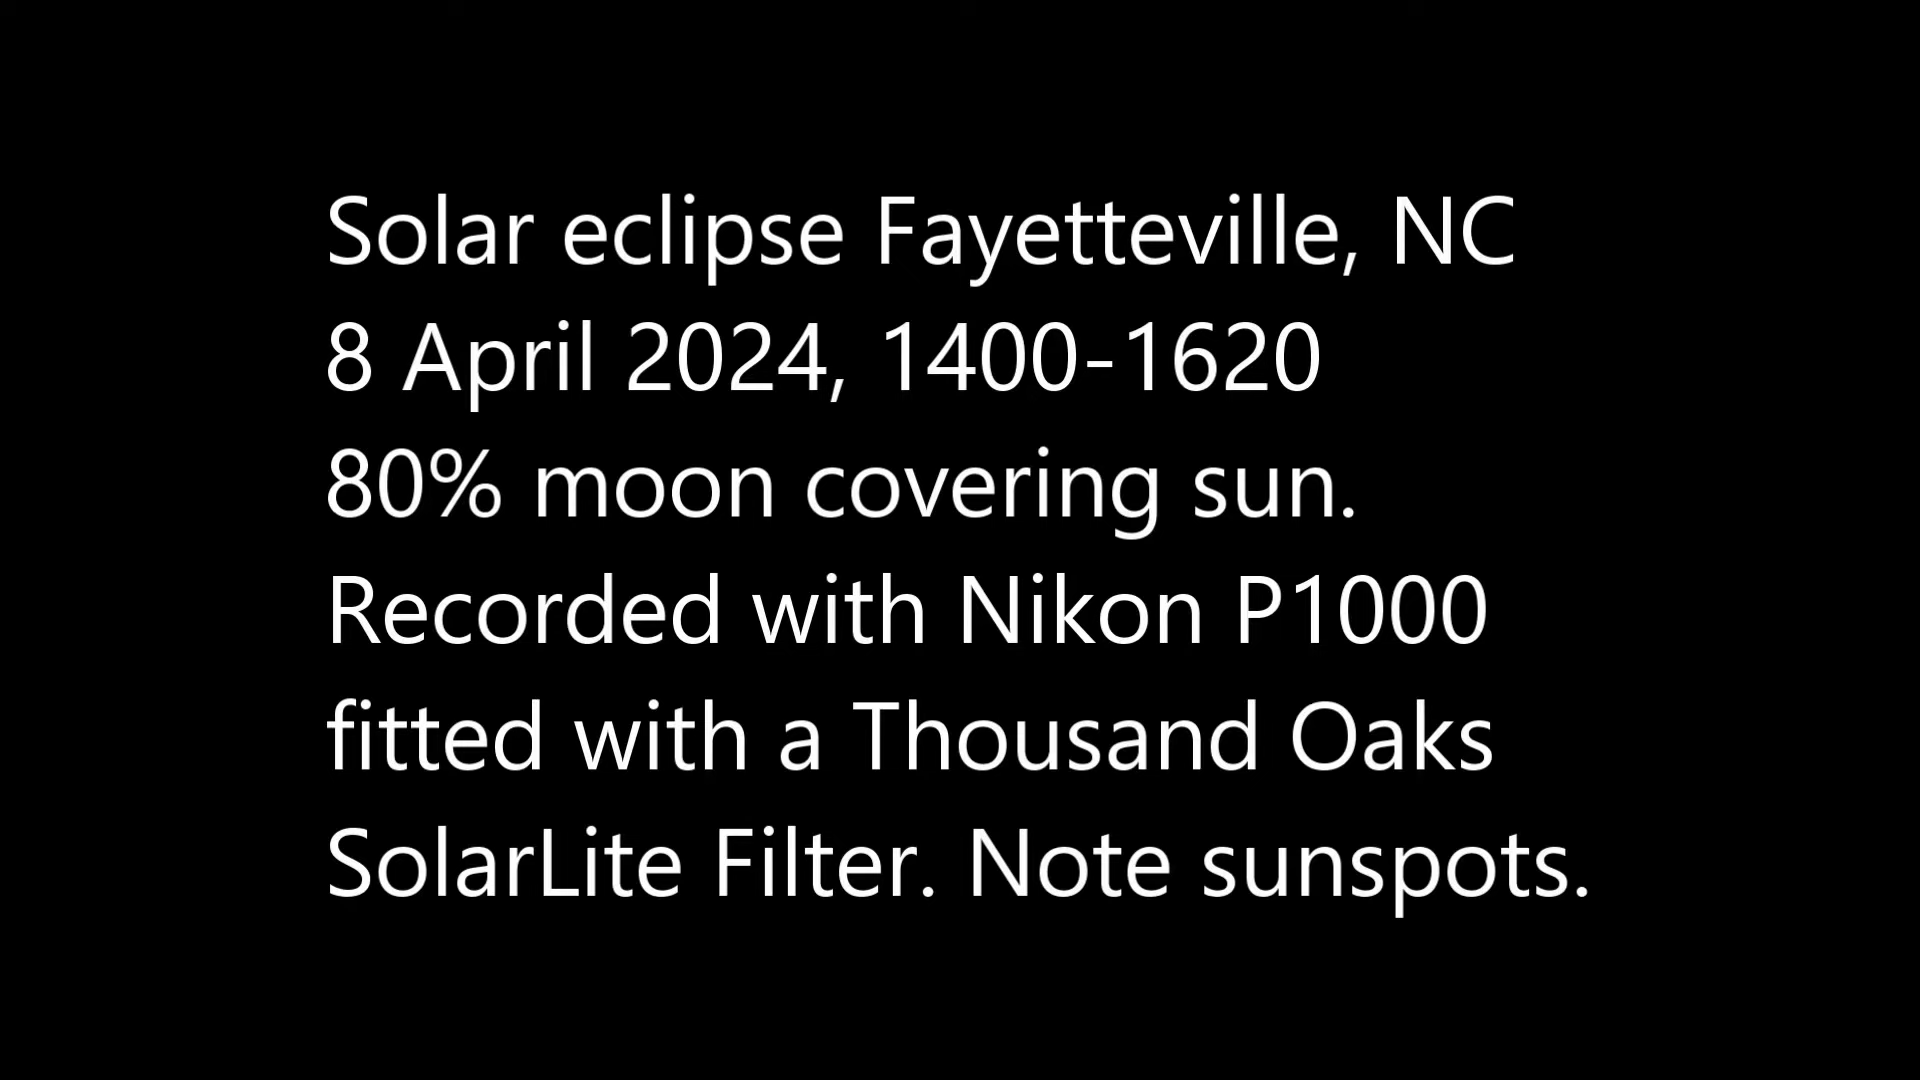 Solar eclipse Fayetteville, NC
8 April 2024, 1400-1620
80% moon covering sun.
Recorded with Nikon P1000
fitted with a Thousand Oaks
SolarLite Filter. Note sunspots.